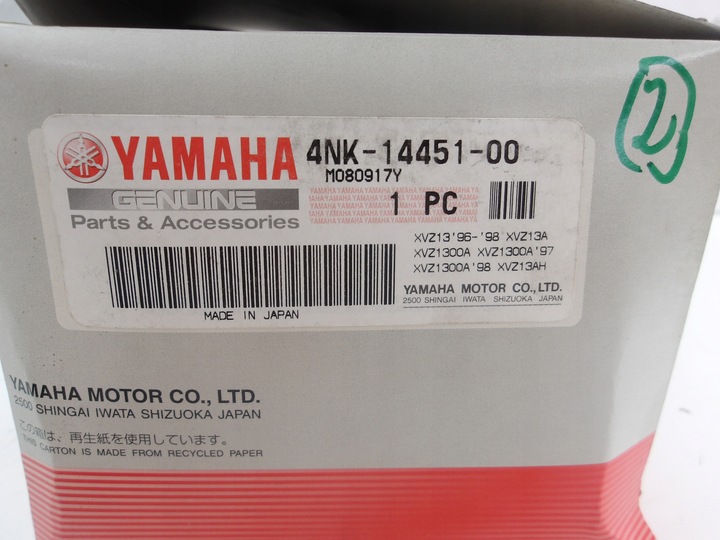 2
YAMAHA 4NK-14451-00
M080917Y
GENUINE
Parts & Accessories
1 PC
XVZ13'96-'98 XVZ13A
XVZ1300A XVZ1300A'97
XVZ1300A'98 XVZ13AH
YAMAHA MOTOR CO., LTD.
2500 SHINGAI IWATA SHIZUOKA JAPAN
MADE IN JAPAN
YAMAHA MOTOR CO., LTD.
2500 SHINGAI IWATA SHIZUOKA JAPAN
この箱は、再生紙を使用しています。
THIS CARTON IS MADE FROM RECYCLED PAPER